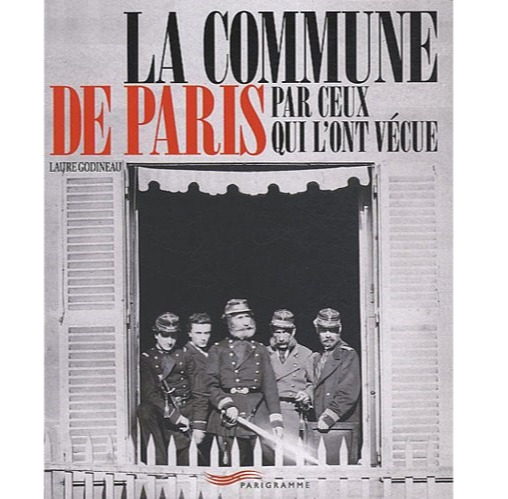 LA COMMUNE
DE PARIS PAR CEUX
QUI L'ONT VÉCUE
LAURE GODINEAU
PARIGRAMME